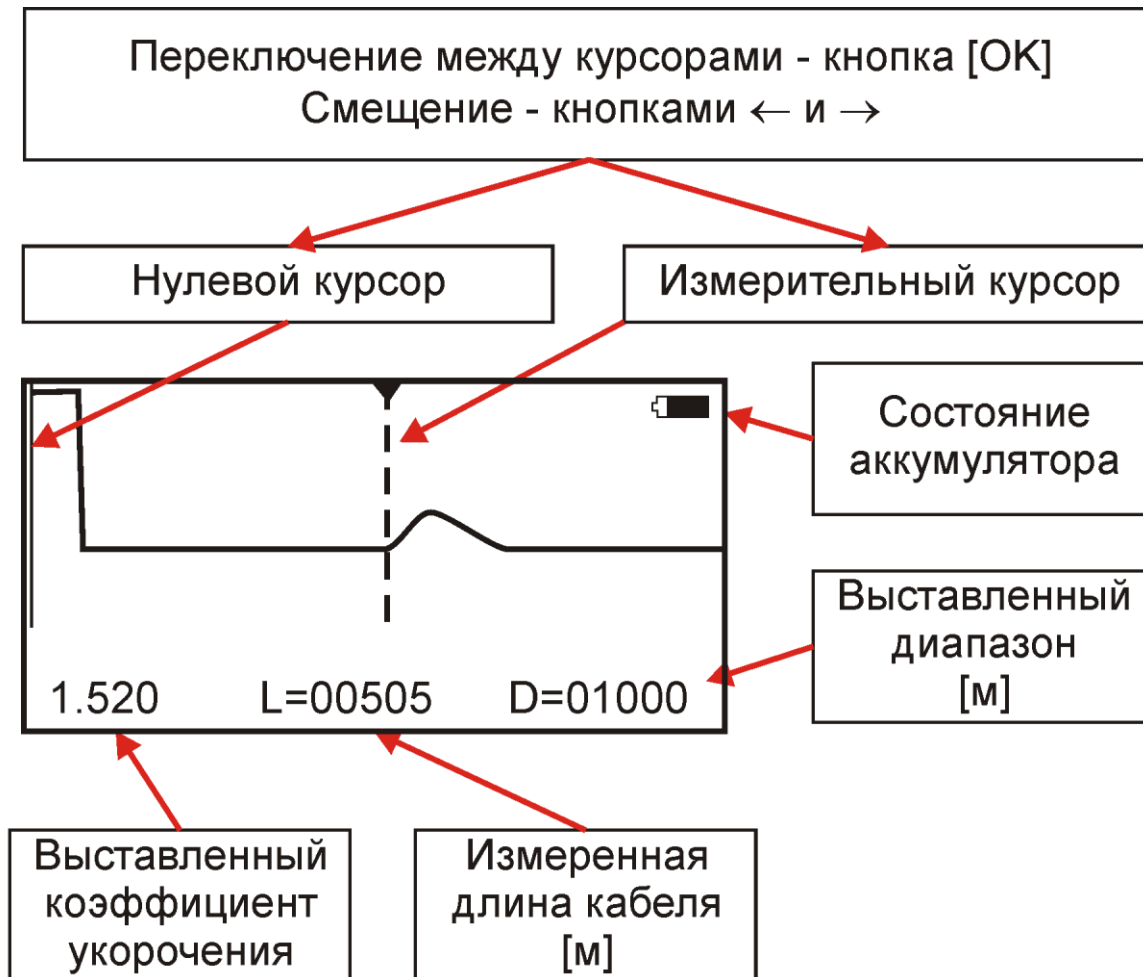 Переключение между курсорами - кнопка [OK]
Смещение - кнопками ← и →
Нулевой курсор
Измерительный курсор
Состояние
аккумулятора
Выставленный
диапазон
[м]
1.520 L=00505 D=01000
Выставленный
коэффициент
укорочения
Измеренная
длина кабеля
[м]